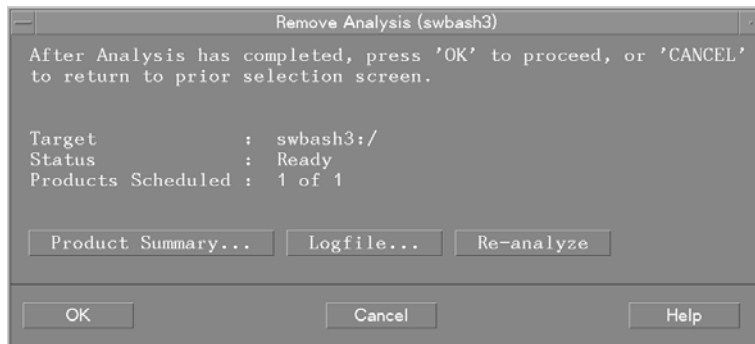 Remove Analysis (swbash3)
After Analysis has completed, press 'OK' to proceed, or 'CANCEL'
to return to prior selection screen.
Target : swbash3:/
Status : Ready
Products Scheduled : 1 of 1
Product Summary... Logfile... Re-analyze
OK Cancel Help